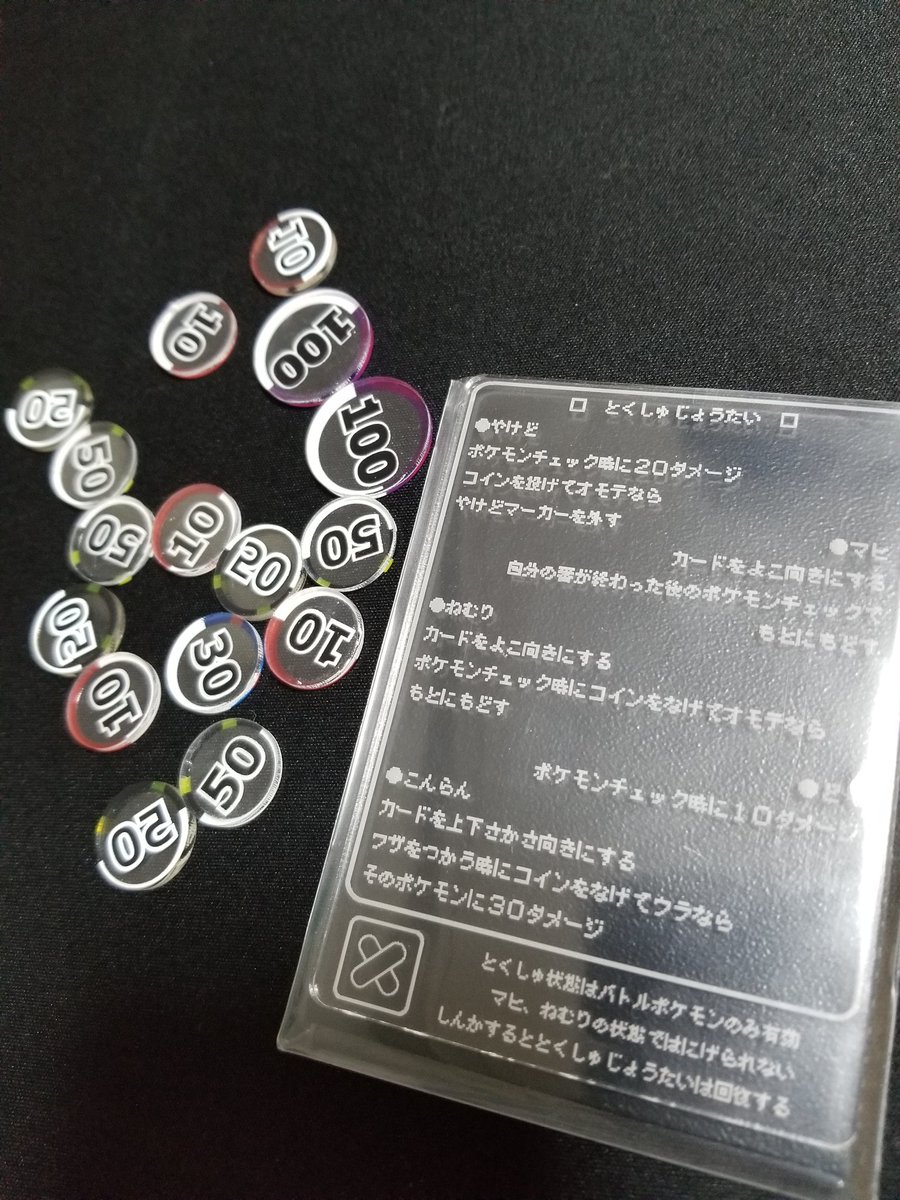 10
10
100
100
20
50
50
10
20
50
20
10
30
10
50
20
とくしゅじょうたい
●やけど
ポケモンチェック時に20ダメージ
コインを投げてオモテなら
やけどマーカーを外す
●マヒ
カードをよこ向きにする
自分の番が終わった後のポケモンチェックで
もとにもどす
●ねむり
カードをよこ向きにする
ポケモンチェック時にコインをなげてオモテなら
もとにもどす
ポケモンチェック時に10ダメージ
●こんらん
カードを上下さかさ向きにする
ワザをつかう時にコインをなげてウラなら
そのポケモンに30ダメージ
とくしゅ状態はバトルポケモンのみ有効
マヒ、ねむりの状態ではにげられない
しんかするととくしゅじょうたいは回復する